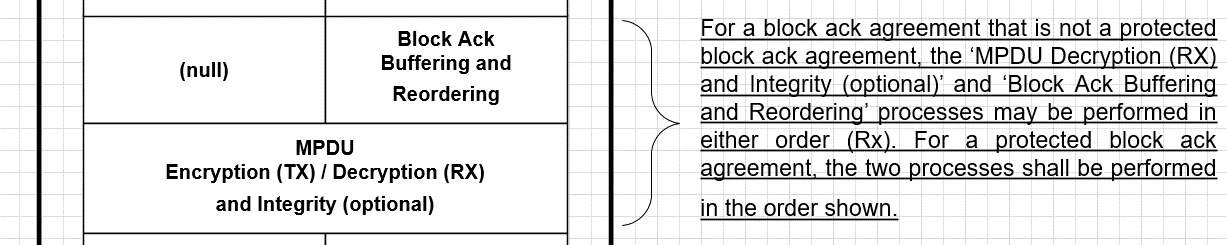 (null)
Block Ack
Buffering and
Reordering
MPDU
Encryption (TX) / Decryption (RX)
and Integrity (optional)
For a block ack agreement that is not a protected
block ack agreement, the ‘MPDU Decryption (RX)
and Integrity (optional)’ and ‘Block Ack Buffering
and Reordering’ processes may be performed in
either order (Rx). For a protected block ack
agreement, the two processes shall be performed
in the order shown.